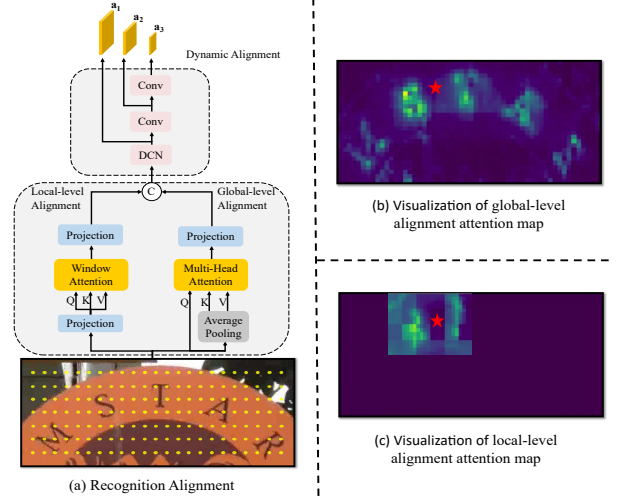 a1
a2
a3
Dynamic Alignment
Conv
Conv
DCN
C
Local-level
Alignment
Global-level
Alignment
Projection
Projection
Window
Attention
Multi-Head
Attention
Q K V
Q K V
Projection
Average
Pooling
M S T A R
(a) Recognition Alignment
(b) Visualization of global-level
alignment attention map
(c) Visualization of local-level
alignment attention map